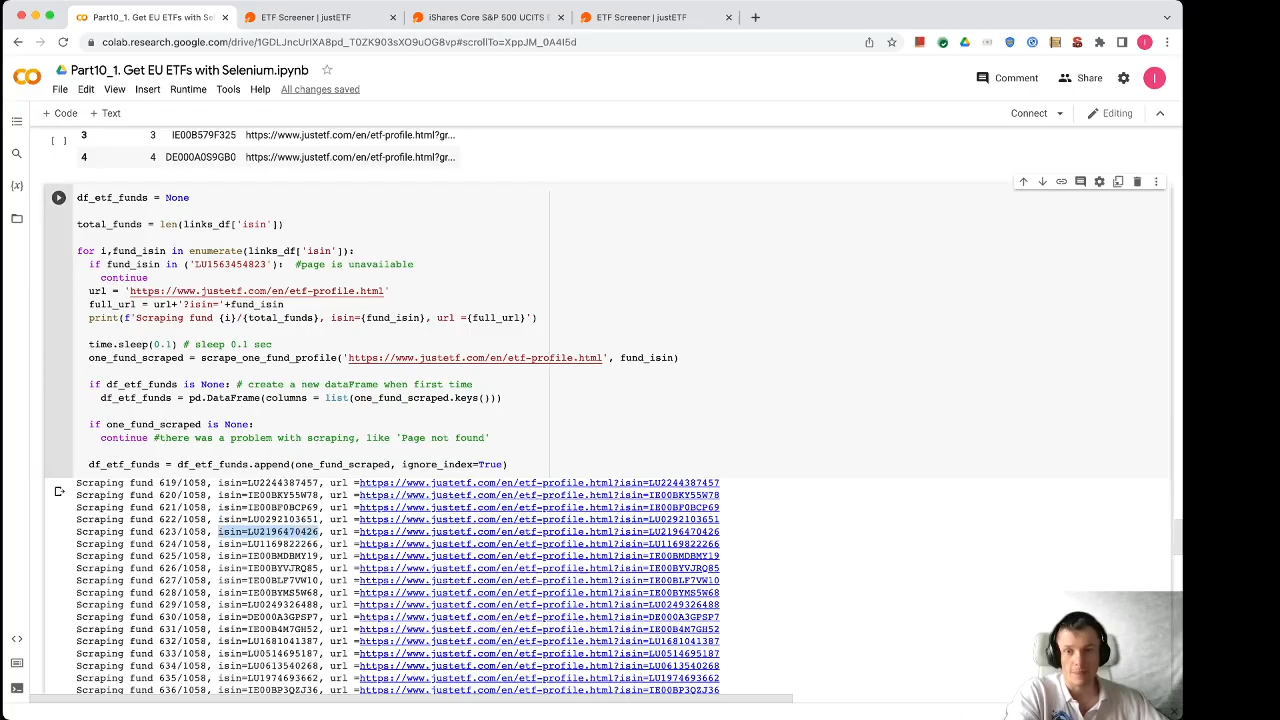 Part10_1. Get EU ETFs with Sel
ETF Screener | justETF
iShares Core S&P 500 UCITS E
ETF Screener | justETF
colab.research.google.com/drive/1GDL_IncUrIXA8pd_T0ZK903sXO9uOG8vp#scrollTo=XppJM_0A4I5d
Part10_1. Get EU ETFs with Selenium.ipynb
File Edit View Insert Runtime Tools Help All changes saved
Comment Share
+ Code + Text
Connect Editing
3 3 IE00B579F325 https://www.justetf.com/en/etf-profile.html?gr...
[ ]
4 4 DE000A0S9GB0 https://www.justetf.com/en/etf-profile.html?gr...
df_etf_funds = None
total_funds = len(links_df['isin'])
for i,fund_isin in enumerate(links_df['isin']):
if fund_isin in ('LU1563454823'): #page is unavailable
continue
url = 'https://www.justetf.com/en/etf-profile.html'
full_url = url+'?isin='+fund_isin
print(f'Scraping fund {i}/{total_funds}, isin={fund_isin}, url ={full_url}')
time.sleep(0.1) # sleep 0.1 sec
one_fund_scraped = scrape_one_fund_profile('https://www.justetf.com/en/etf-profile.html', fund_isin)
if df_etf_funds is None: # create a new dataFrame when first time
df_etf_funds = pd.DataFrame(columns = list(one_fund_scraped.keys()))
if one_fund_scraped is None:
continue #there was a problem with scraping, like 'Page not found'
df_etf_funds = df_etf_funds.append(one_fund_scraped, ignore_index=True)
Scraping fund 619/1058, isin=LU2244387457, url =https://www.justetf.com/en/etf-profile.html?isin=LU2244387457
Scraping fund 620/1058, isin=IE00BKY55W78, url =https://www.justetf.com/en/etf-profile.html?isin=IE00BKY55W78
Scraping fund 621/1058, isin=IE00BF0BCP69, url =https://www.justetf.com/en/etf-profile.html?isin=IE00BF0BCP69
Scraping fund 622/1058, isin=LU0292103651, url =https://www.justetf.com/en/etf-profile.html?isin=LU0292103651
Scraping fund 623/1058, isin=LU2196470426, url =https://www.justetf.com/en/etf-profile.html?isin=LU2196470426
Scraping fund 624/1058, isin=LU1169822266, url =https://www.justetf.com/en/etf-profile.html?isin=LU1169822266
Scraping fund 625/1058, isin=IE00BMDBMY19, url =https://www.justetf.com/en/etf-profile.html?isin=IE00BMDBMY19
Scraping fund 626/1058, isin=IE00BYVJRQ85, url =https://www.justetf.com/en/etf-profile.html?isin=IE00BYVJRQ85
Scraping fund 627/1058, isin=IE00BLF7VW10, url =https://www.justetf.com/en/etf-profile.html?isin=IE00BLF7VW10
Scraping fund 628/1058, isin=IE00BYMS5W68, url =https://www.justetf.com/en/etf-profile.html?isin=IE00BYMS5W68
Scraping fund 629/1058, isin=LU0249326488, url =https://www.justetf.com/en/etf-profile.html?isin=LU0249326488
Scraping fund 630/1058, isin=DE000A3GPSP7, url =https://www.justetf.com/en/etf-profile.html?isin=DE000A3GPSP7
Scraping fund 631/1058, isin=IE00B4M7GH52, url =https://www.justetf.com/en/etf-profile.html?isin=IE00B4M7GH52
Scraping fund 632/1058, isin=LU1681041387, url =https://www.justetf.com/en/etf-profile.html?isin=LU1681041387
Scraping fund 633/1058, isin=LU0514695187, url =https://www.justetf.com/en/etf-profile.html?isin=LU0514695187
Scraping fund 634/1058, isin=LU0613540268, url =https://www.justetf.com/en/etf-profile.html?isin=LU0613540268
Scraping fund 635/1058, isin=LU1974693662, url =https://www.justetf.com/en/etf-profile.html?isin=LU1974693662
Scraping fund 636/1058, isin=IE00BP3QZJ36, url =https://www.justetf.com/en/etf-profile.html?isin=IE00BP3QZJ36